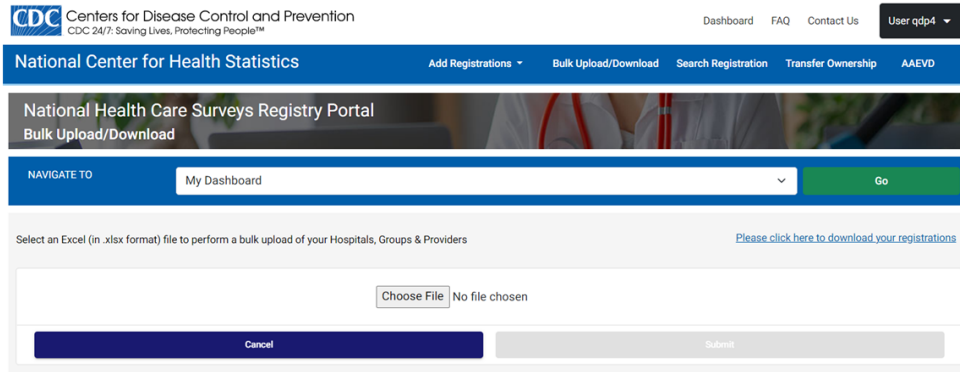 CDC Centers for Disease Control and Prevention
CDC 24/7: Saving Lives, Protecting People™
Dashboard FAQ Contact Us User qdp4
National Center for Health Statistics
Add Registrations Bulk Upload/Download Search Registration Transfer Ownership AAEVD
National Health Care Surveys Registry Portal
Bulk Upload/Download
NAVIGATE TO
My Dashboard
Go
Select an Excel (in .xlsx format) file to perform a bulk upload of your Hospitals, Groups & Providers
Please click here to download your registrations
Choose File No file chosen
Cancel
Submit